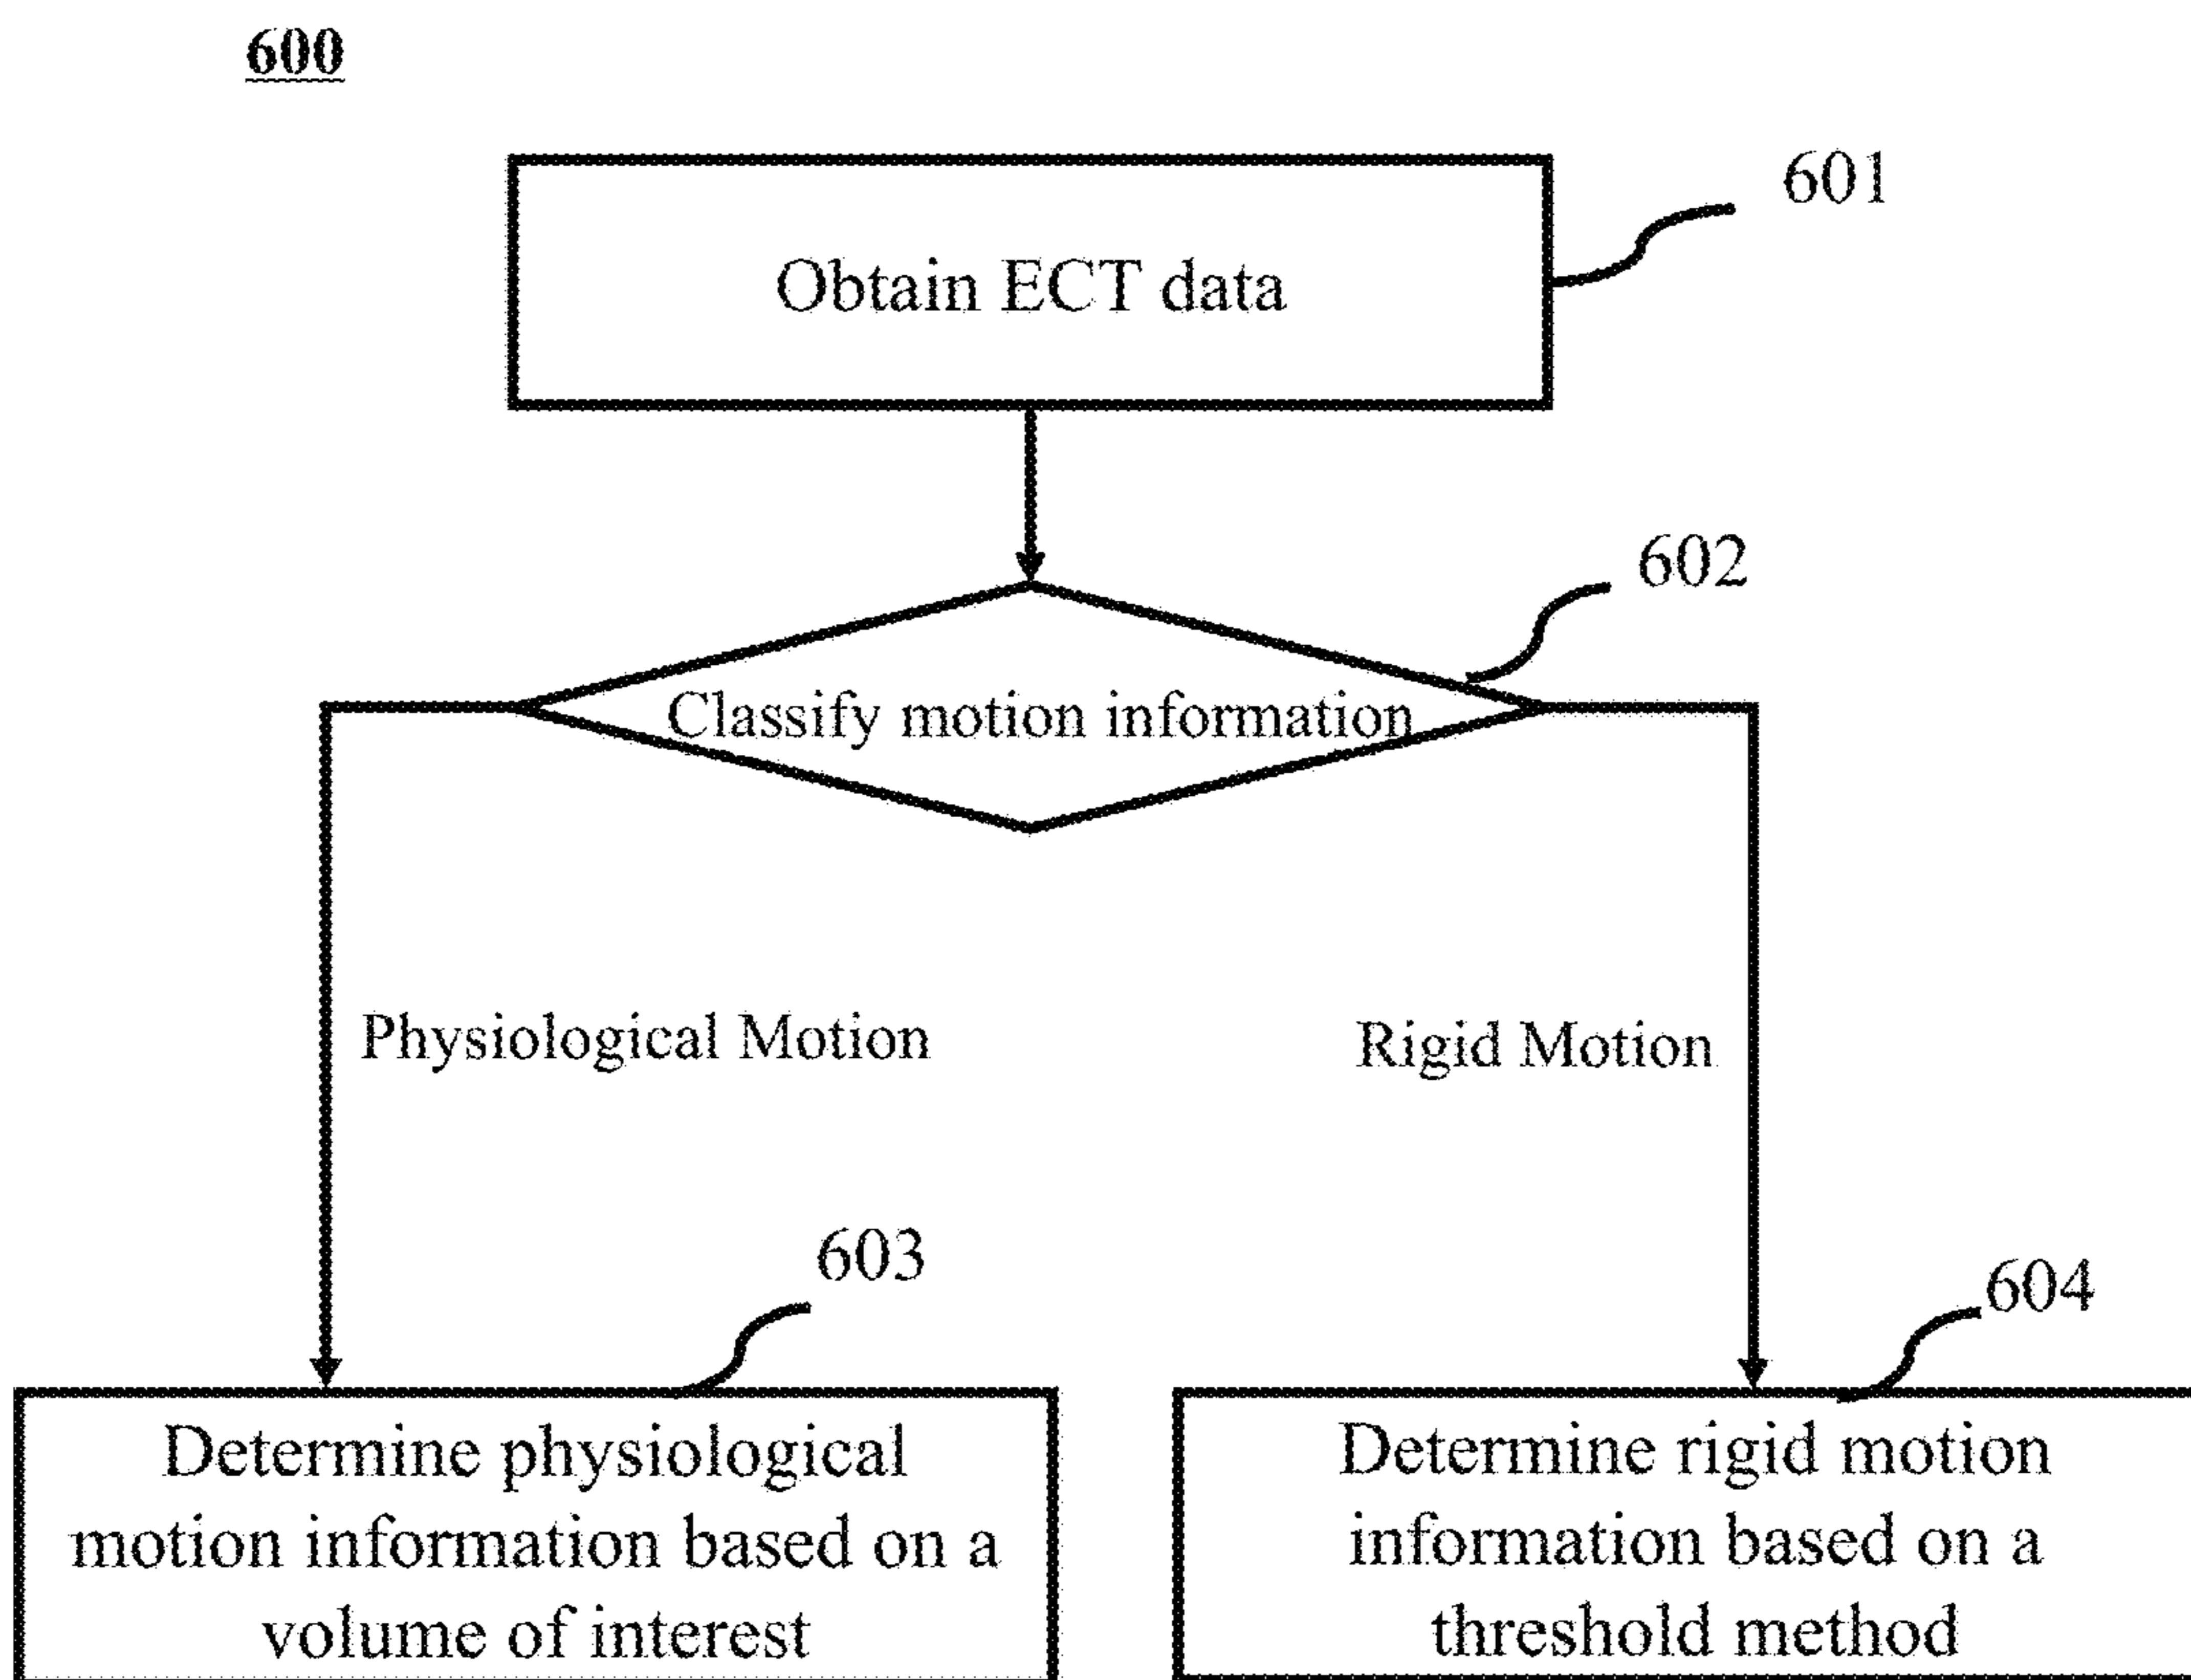 600
601
Obtain ECT data
602
Classify motion information
Physiological Motion
Rigid Motion
603
604
Determine physiological
motion information based on a
volume of interest
Determine rigid motion
information based on a
threshold method